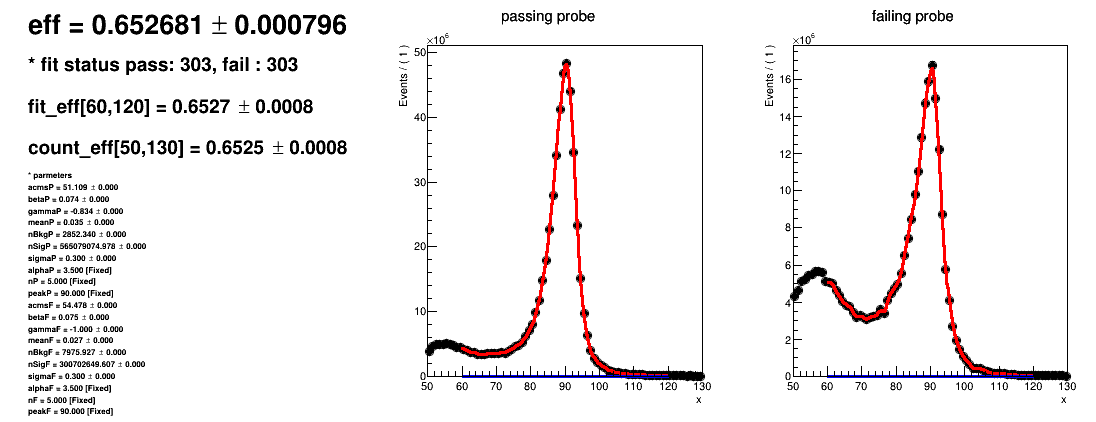 eff = 0.652681 ± 0.000796
* fit status pass: 303, fail : 303
fit_eff[60,120] = 0.6527 ± 0.0008
count_eff[50,130] = 0.6525 ± 0.0008
* parmeters
acmsP = 51.109 ± 0.000
betaP = 0.074 ± 0.000
gammaP = -0.834 ± 0.000
meanP = 0.035 ± 0.000
nBkgP = 2852.340 ± 0.000
nSigP = 565079074.978 ± 0.000
sigmaP = 0.300 ± 0.000
alphaP = 3.500 [Fixed]
nP = 5.000 [Fixed]
peakP = 90.000 [Fixed]
acmsF = 54.478 ± 0.000
betaF = 0.075 ± 0.000
gammaF = -1.000 ± 0.000
meanF = 0.027 ± 0.000
nBkgF = 7975.927 ± 0.000
nSigF = 300702649.607 ± 0.000
sigmaF = 0.300 ± 0.000
alphaF = 3.500 [Fixed]
nF = 5.000 [Fixed]
peakF = 90.000 [Fixed]
passing probe
×10⁶
Events / ( 1 )
50
40
30
20
10
0
50 60 70 80 90 100 110 120 130
x
failing probe
×10⁶
Events / ( 1 )
16
14
12
10
8
6
4
2
0
50 60 70 80 90 100 110 120 130
x